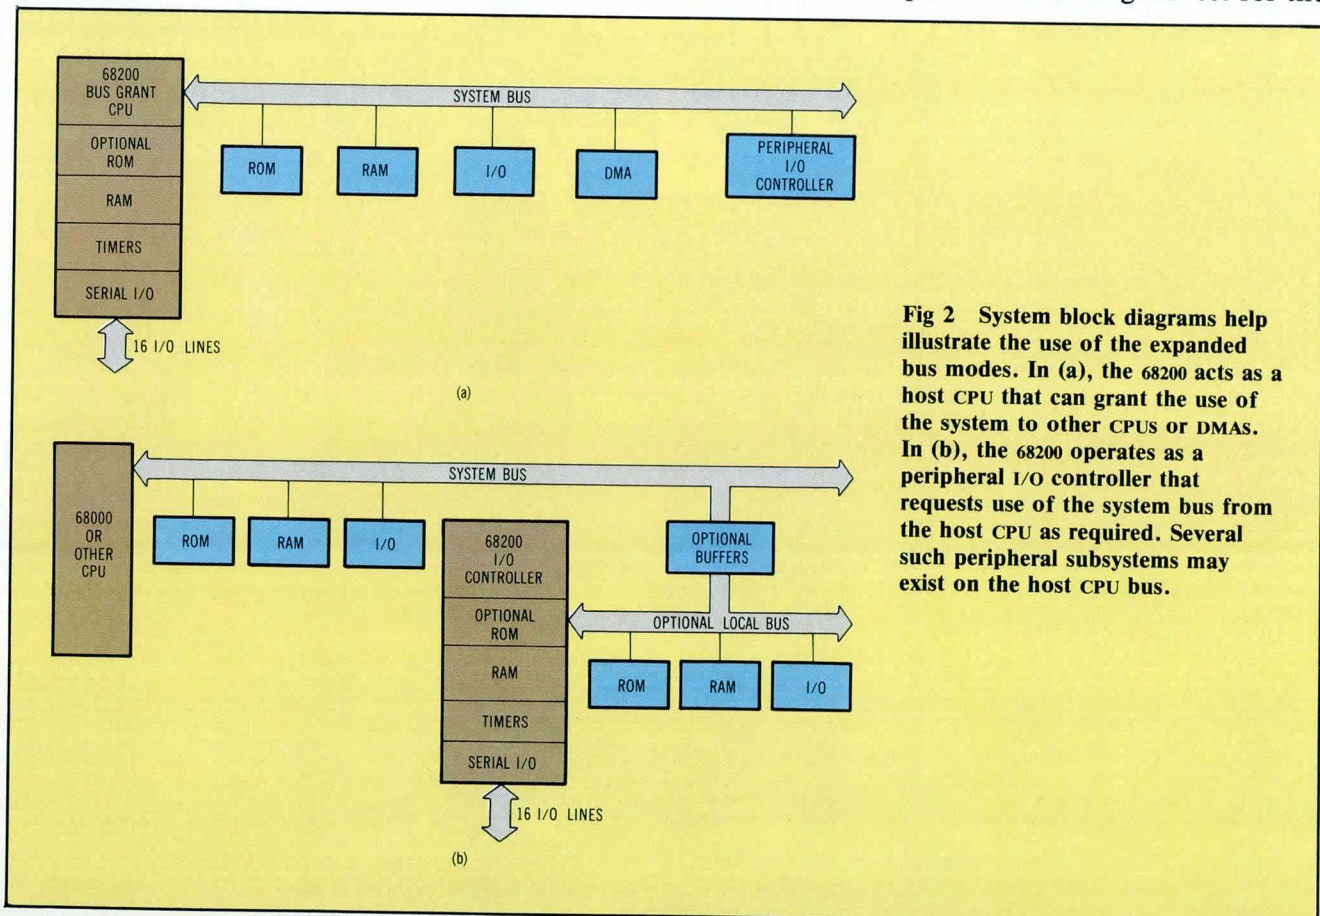 68200
BUS GRANT
CPU
OPTIONAL
ROM
RAM
TIMERS
SERIAL I/O
16 I/O LINES
SYSTEM BUS
ROM
RAM
I/O
DMA
PERIPHERAL
I/O
CONTROLLER
(a)
68000
OR
OTHER
CPU
SYSTEM BUS
ROM
RAM
I/O
68200
I/O
CONTROLLER
OPTIONAL
ROM
RAM
TIMERS
SERIAL I/O
16 I/O LINES
OPTIONAL
BUFFERS
OPTIONAL LOCAL BUS
ROM
RAM
I/O
(b)
Fig 2 System block diagrams help
illustrate the use of the expanded
bus modes. In (a), the 68200 acts as a
host CPU that can grant the use of
the system to other CPUs or DMAs.
In (b), the 68200 operates as a
peripheral I/O controller that
requests use of the system bus from
the host CPU as required. Several
such peripheral subsystems may
exist on the host CPU bus.